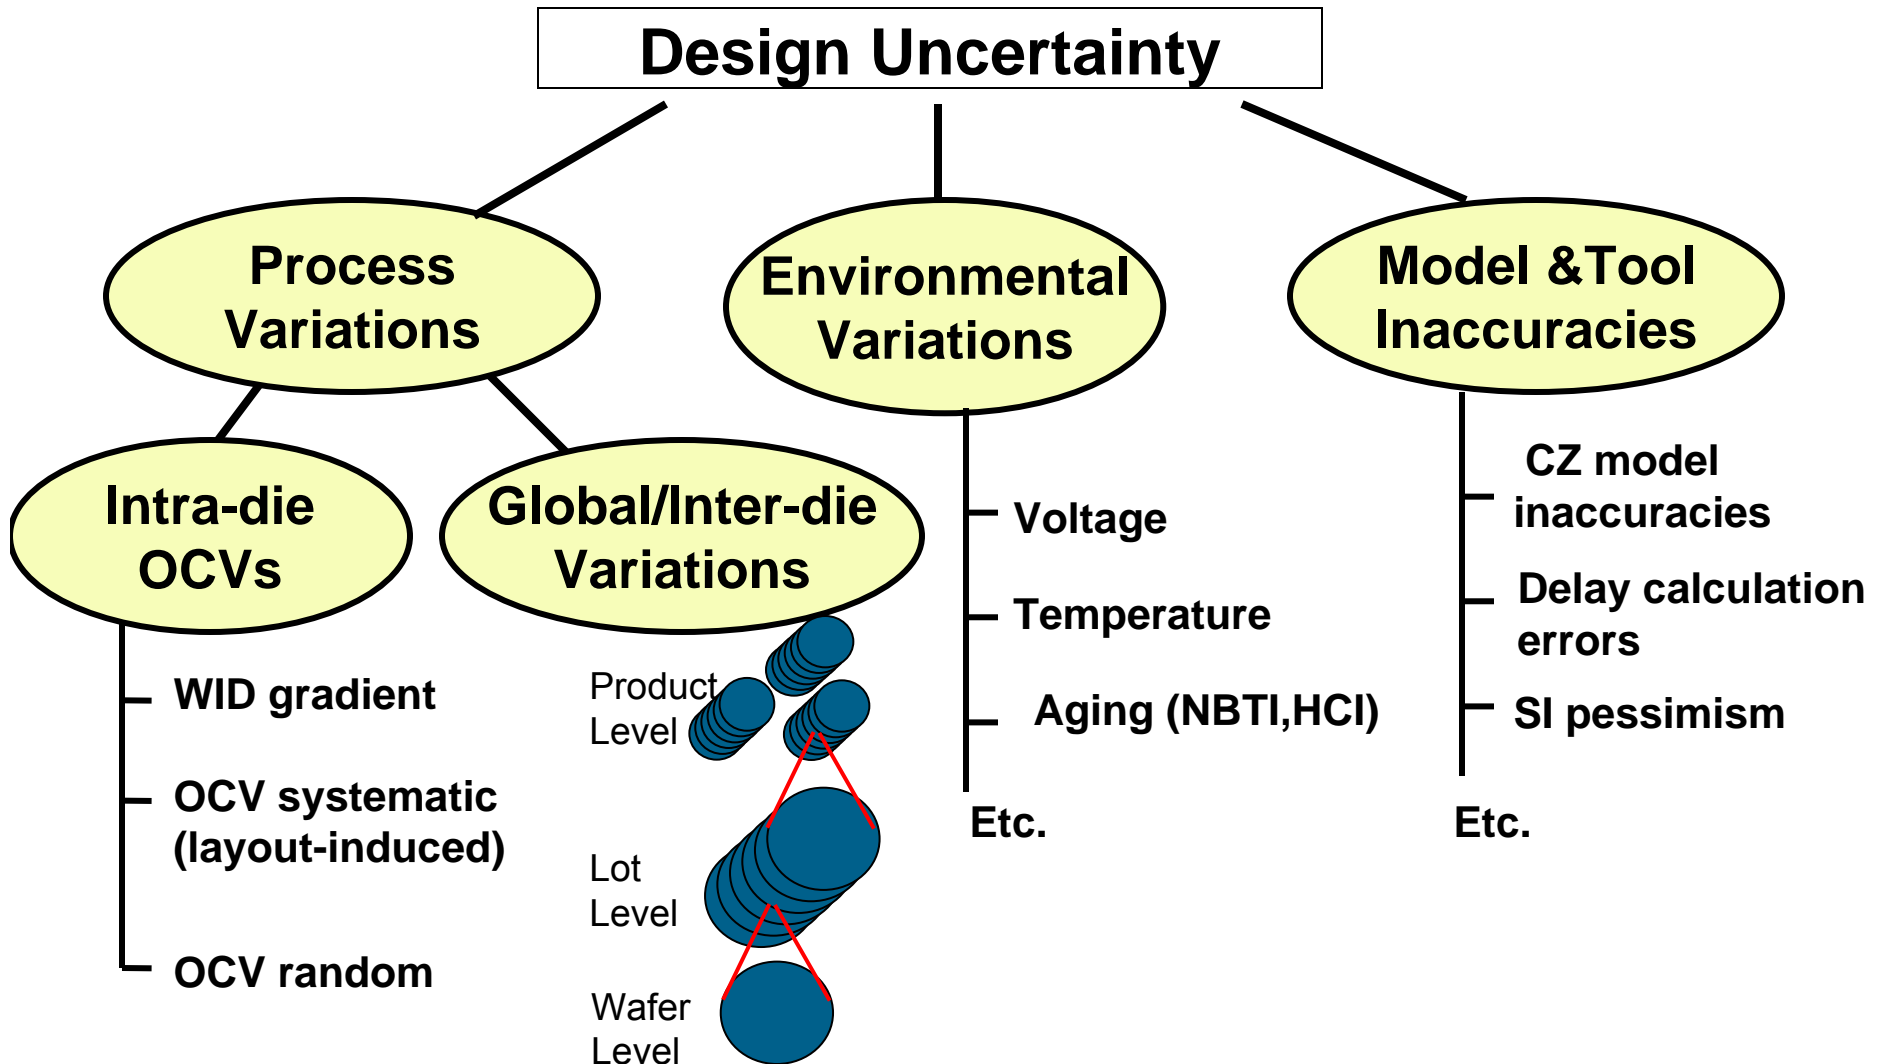 Design Uncertainty
Process
Variations
Environmental
Variations
Model &Tool
Inaccuracies
Intra-die
OCVs
Global/Inter-die
Variations
WID gradient
OCV systematic
(layout-induced)
OCV random
Product
Level
Lot
Level
Wafer
Level
Voltage
Temperature
Aging (NBTI,HCI)
Etc.
CZ model
inaccuracies
Delay calculation
errors
SI pessimism
Etc.